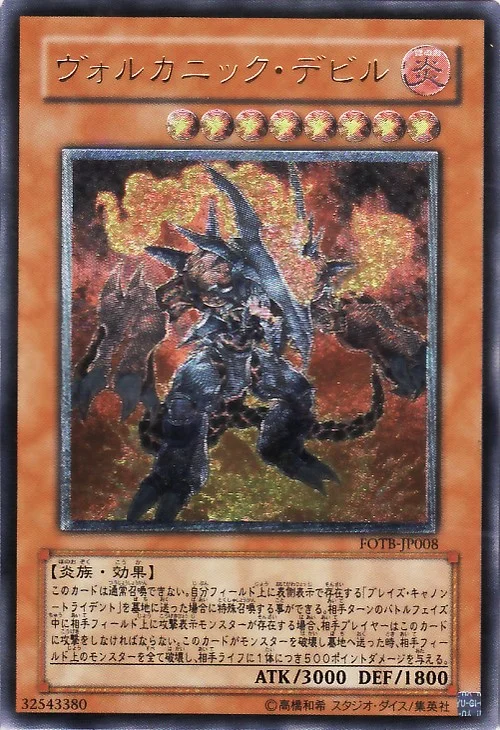 ヴォルカニック・デビル
炎
FOTB-JP008
【炎族・効果】
このカードは通常召喚できない。自分フィールド上に表側表示で存在する「ブレイズ・キャノン
ートライデント」を墓地に送った場合に特殊召喚する事ができる。相手ターンのバトルフェイズ
中に相手フィールド上に攻撃表示モンスターが存在する場合、相手プレイヤーはこのカード
に攻撃をしなければならない。このカードがモンスターを破壊し墓地へ送った時、相手フィー
ルド上のモンスターを全て破壊し、相手ライフに1体につき500ポイントダメージを与える。
ATK/3000 DEF/1800
32543380
©高橋和希 スタジオ・ダイス/集英社